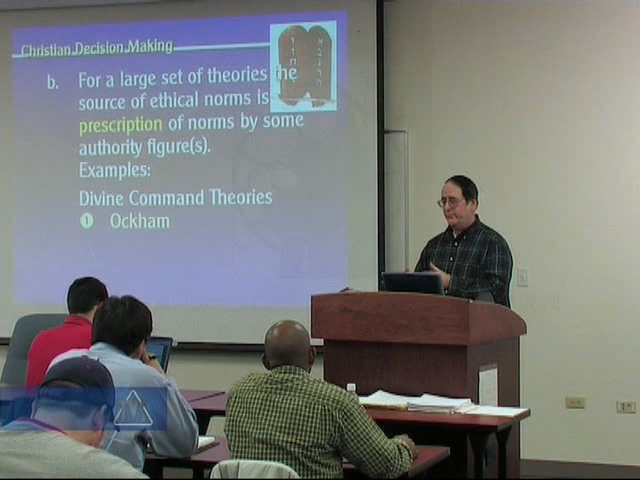 Christian Decision Making
b. For a large set of theories the
source of ethical norms is
prescription of norms by some
authority figure(s).
Examples:
Divine Command Theories
1 Ockham